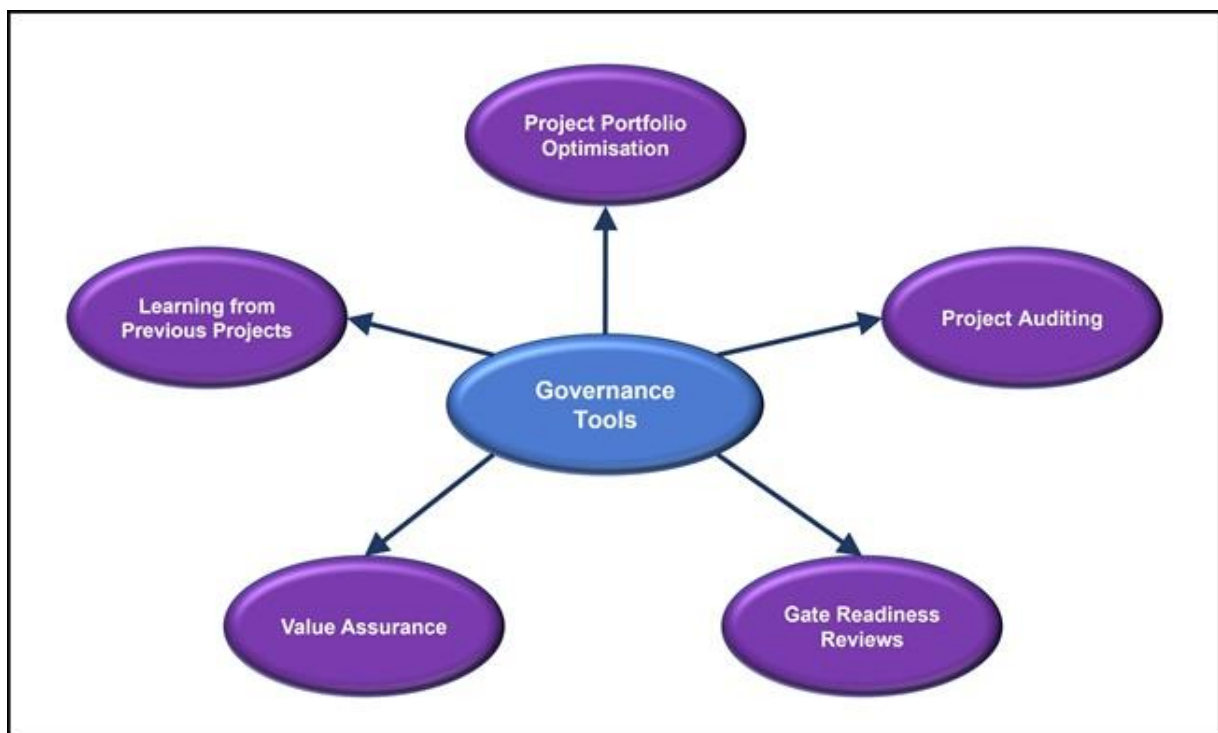 Project Portfolio
Optimisation
Learning from
Previous Projects
Project Auditing
Governance
Tools
Value Assurance
Gate Readiness
Reviews